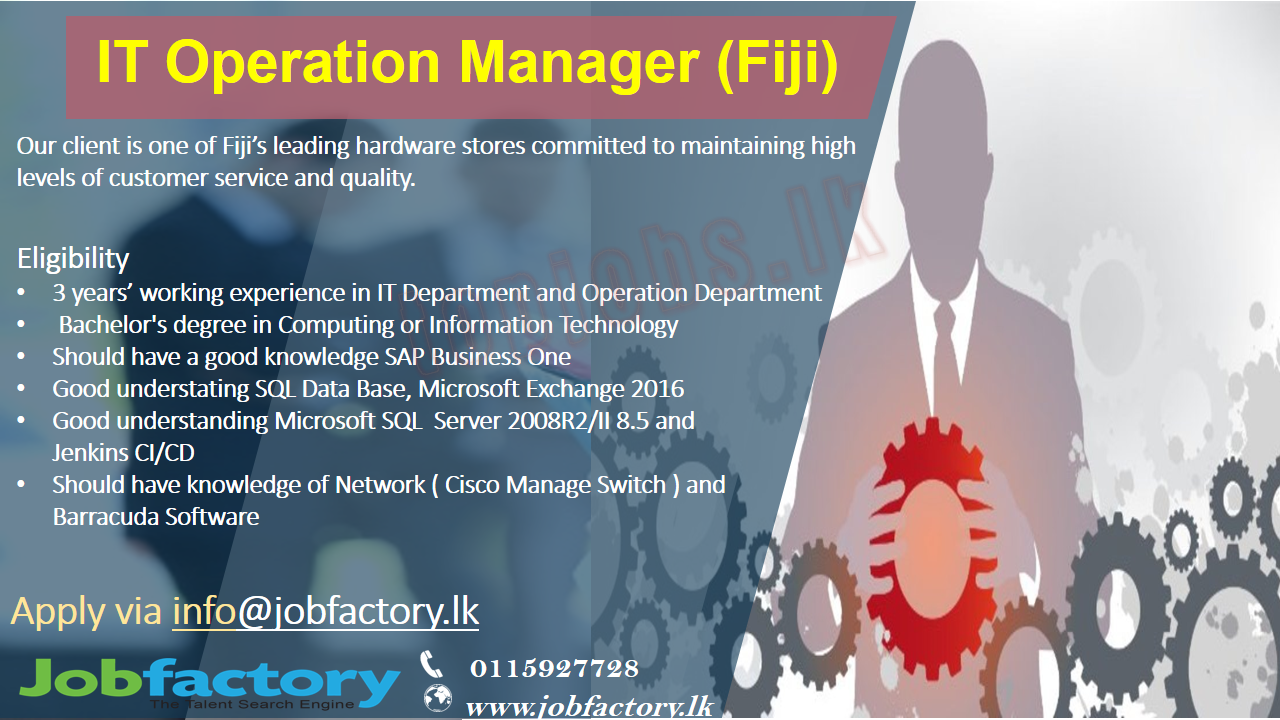 IT Operation Manager (Fiji)
Our client is one of Fiji’s leading hardware stores committed to maintaining high
levels of customer service and quality.
Eligibility
• 3 years’ working experience in IT Department and Operation Department
• Bachelor's degree in Computing or Information Technology
• Should have a good knowledge SAP Business One
• Good understating SQL Data Base, Microsoft Exchange 2016
• Good understanding Microsoft SQL Server 2008R2/II 8.5 and
Jenkins CI/CD
• Should have knowledge of Network ( Cisco Manage Switch ) and
Barracuda Software
Apply via info@jobfactory.lk
Jobfactory
The Talent Search Engine
0115927728
www.jobfactory.lk